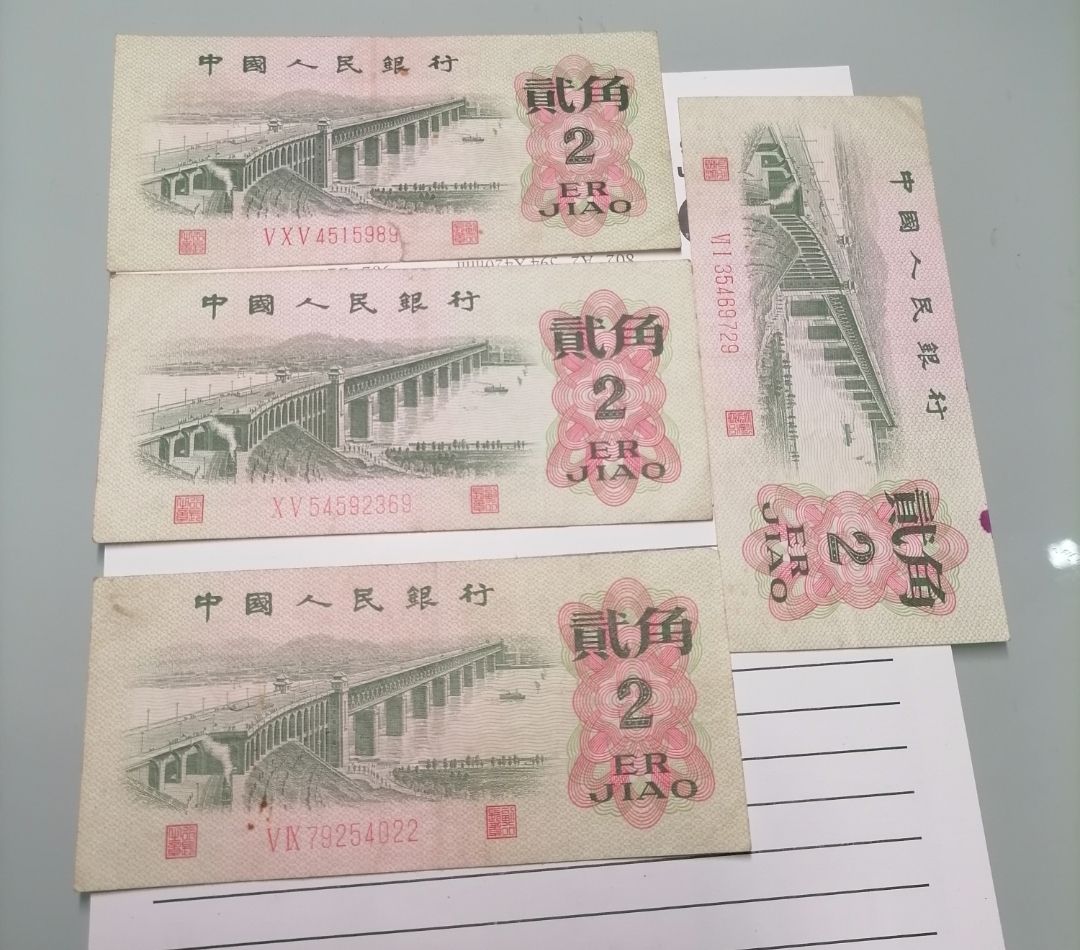 中國人民銀行
貳角
2
ER
JIAO
VXV4515989
中國人民銀行
貳角
2
ER
JIAO
XV54592369
中國人民銀行
貳角
2
ER
JIAO
VIX79254022
中國人民銀行
貳角
2
ER
JIAO
VI35469729